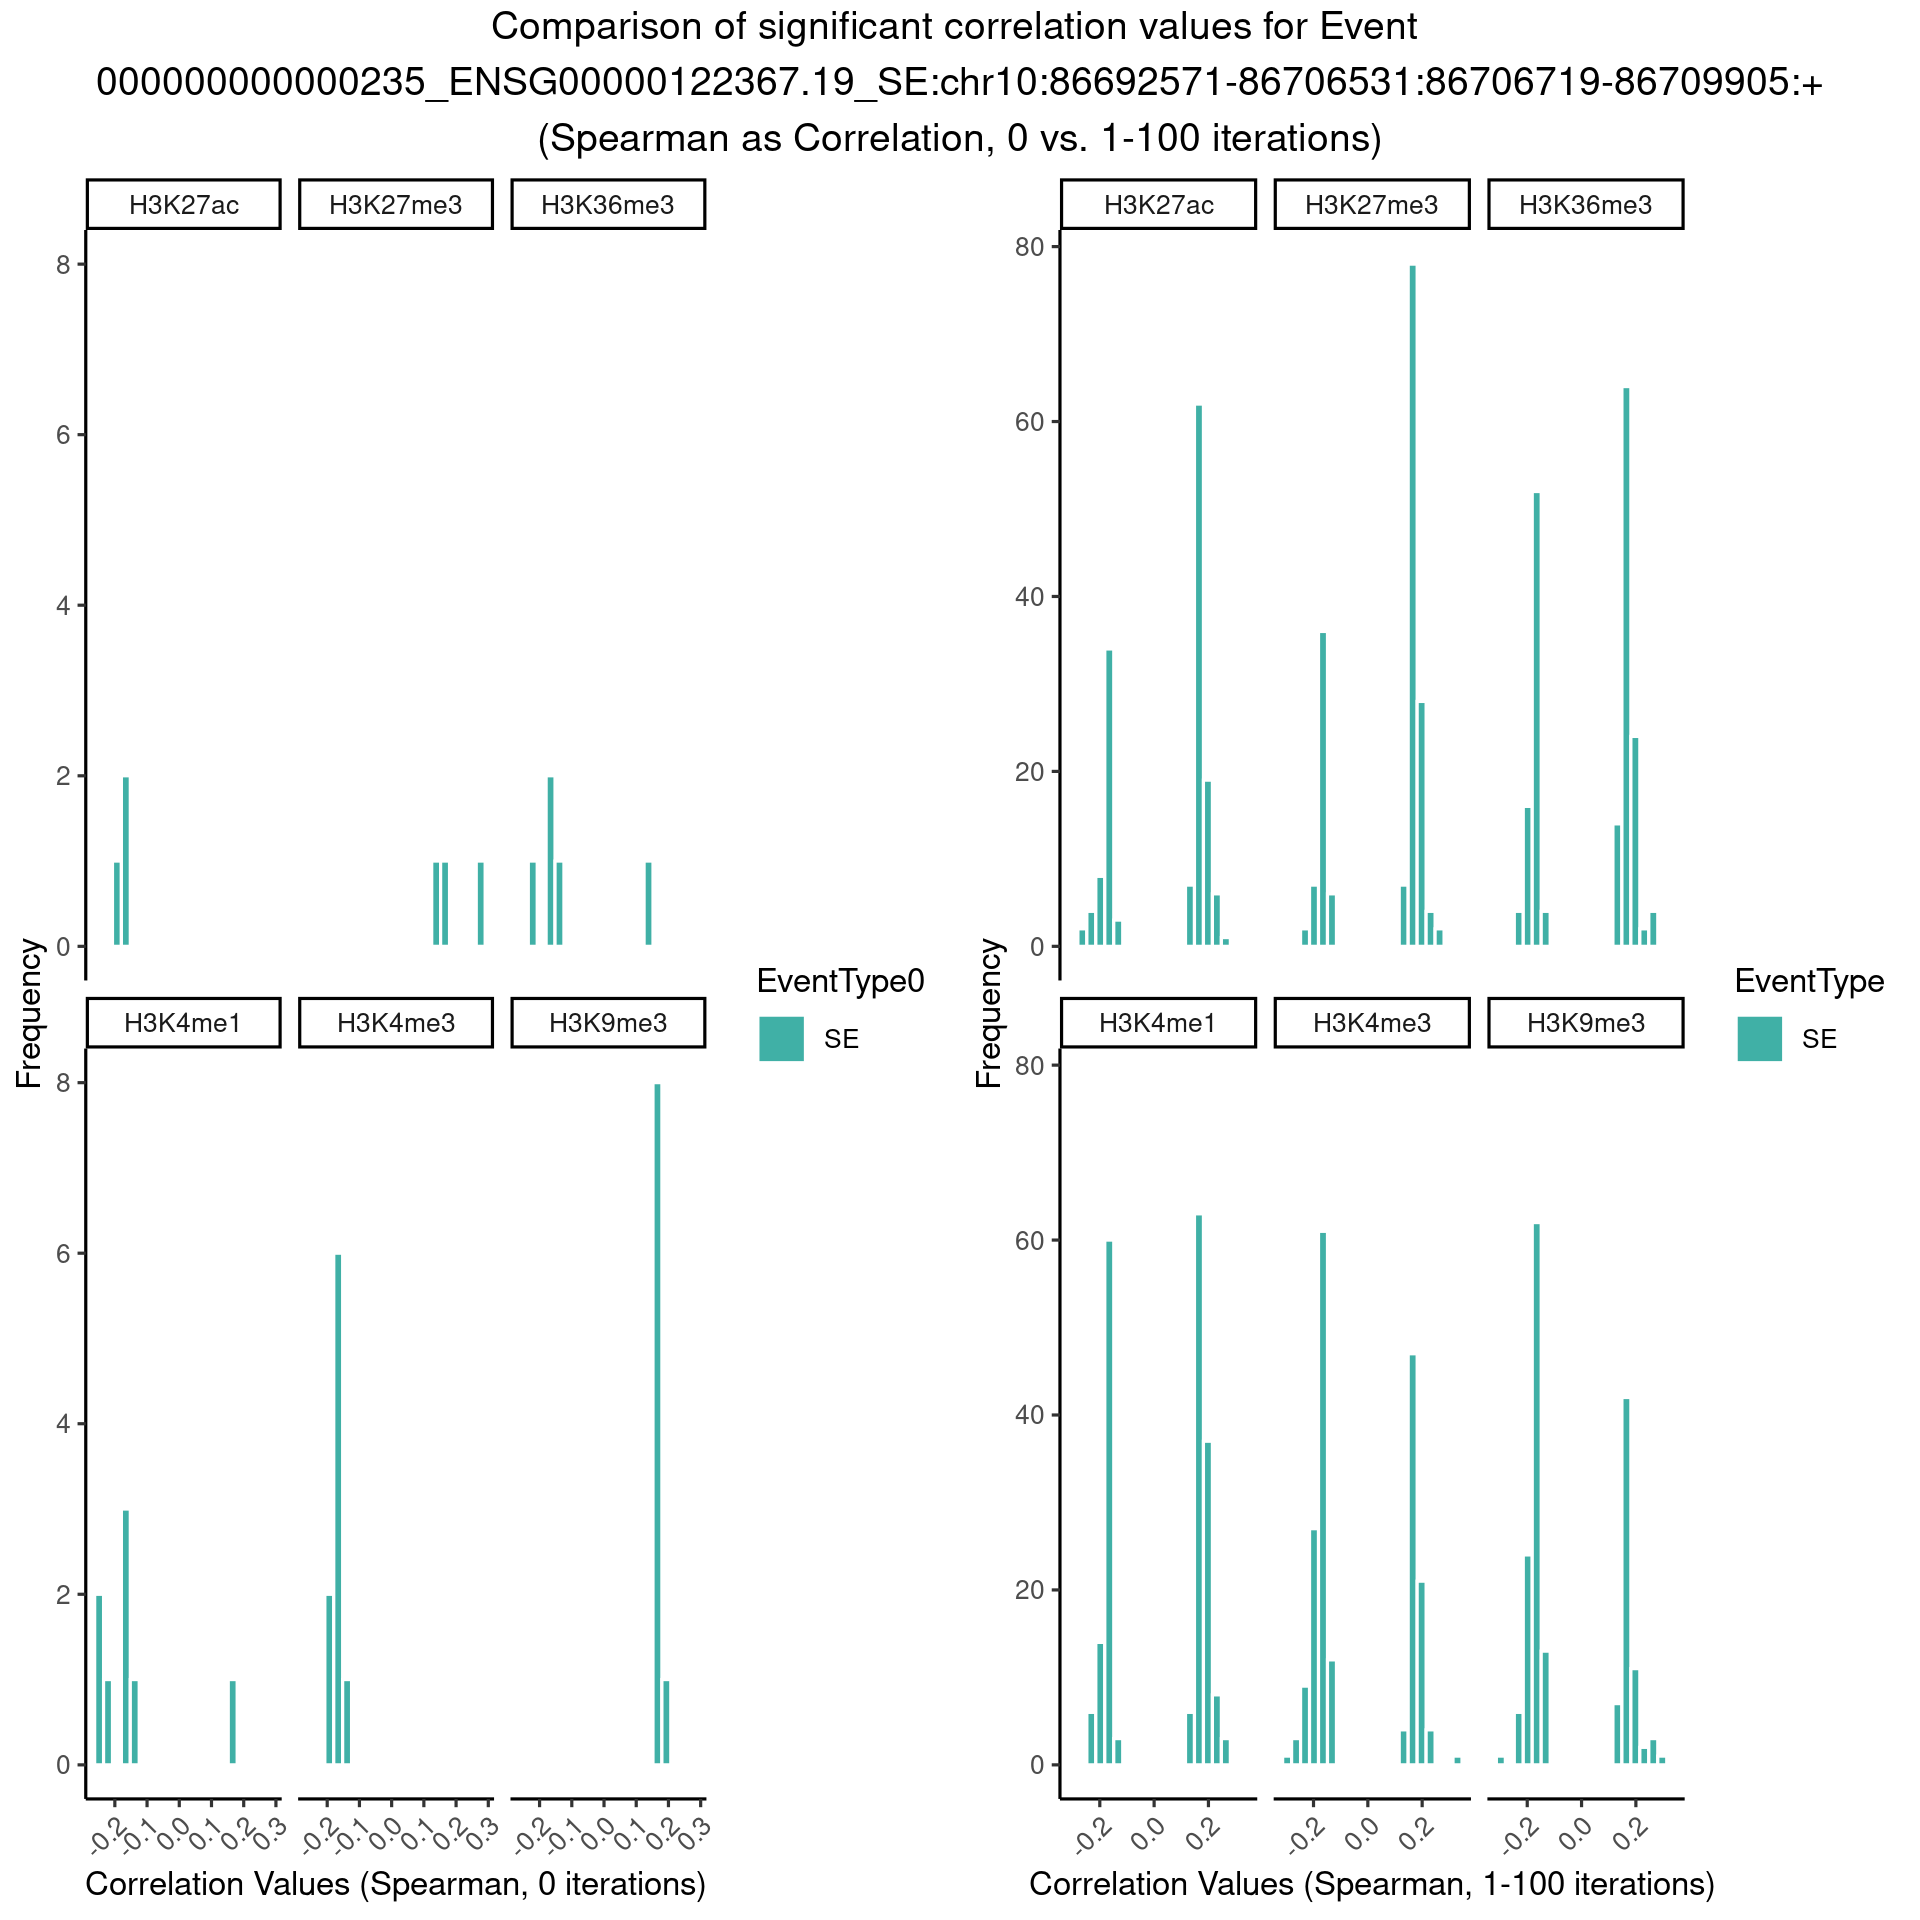 Comparison of significant correlation values for Event
000000000000235_ENSG00000122367.19_SE:chr10:86692571-86706531:86706719-86709905:+
(Spearman as Correlation, 0 vs. 1-100 iterations)
H3K27ac H3K27me3 H3K36me3
8
6
4
2
0
H3K4me1 H3K4me3 H3K9me3
8
6
4
2
0
Frequency
-0.2 -0.1 0.0 0.1 0.2 0.3 -0.2 -0.1 0.0 0.1 0.2 0.3 -0.2 -0.1 0.0 0.1 0.2 0.3
Correlation Values (Spearman, 0 iterations)
EventType0
SE
H3K27ac H3K27me3 H3K36me3
80
60
40
20
0
H3K4me1 H3K4me3 H3K9me3
80
60
40
20
0
Frequency
-0.2 0.0 0.2 -0.2 0.0 0.2 -0.2 0.0 0.2
Correlation Values (Spearman, 1-100 iterations)
EventType
SE